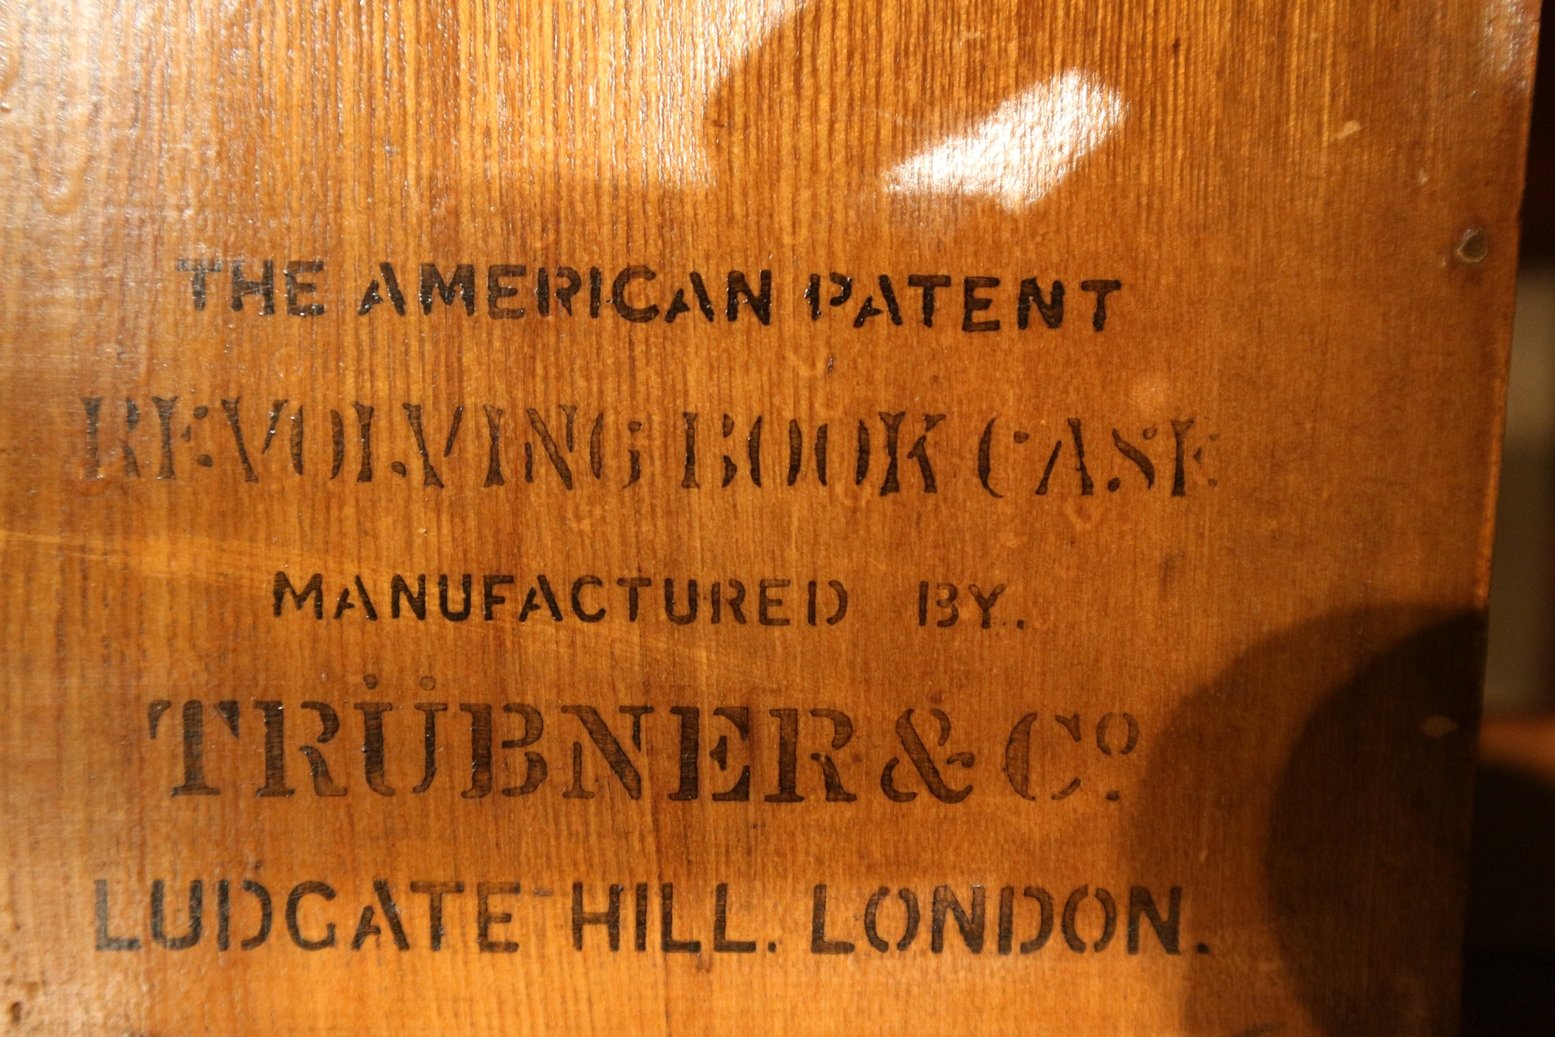 THE AMERICAN PATENT
REVOLVING BOOK CASE
MANUFACTURED BY.
TRÜBNER & Cº.
LUDGATE HILL. LONDON.